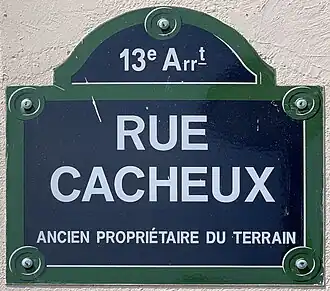 13e Arrt
RUE
CACHEUX
ANCIEN PROPRIÉTAIRE DU TERRAIN